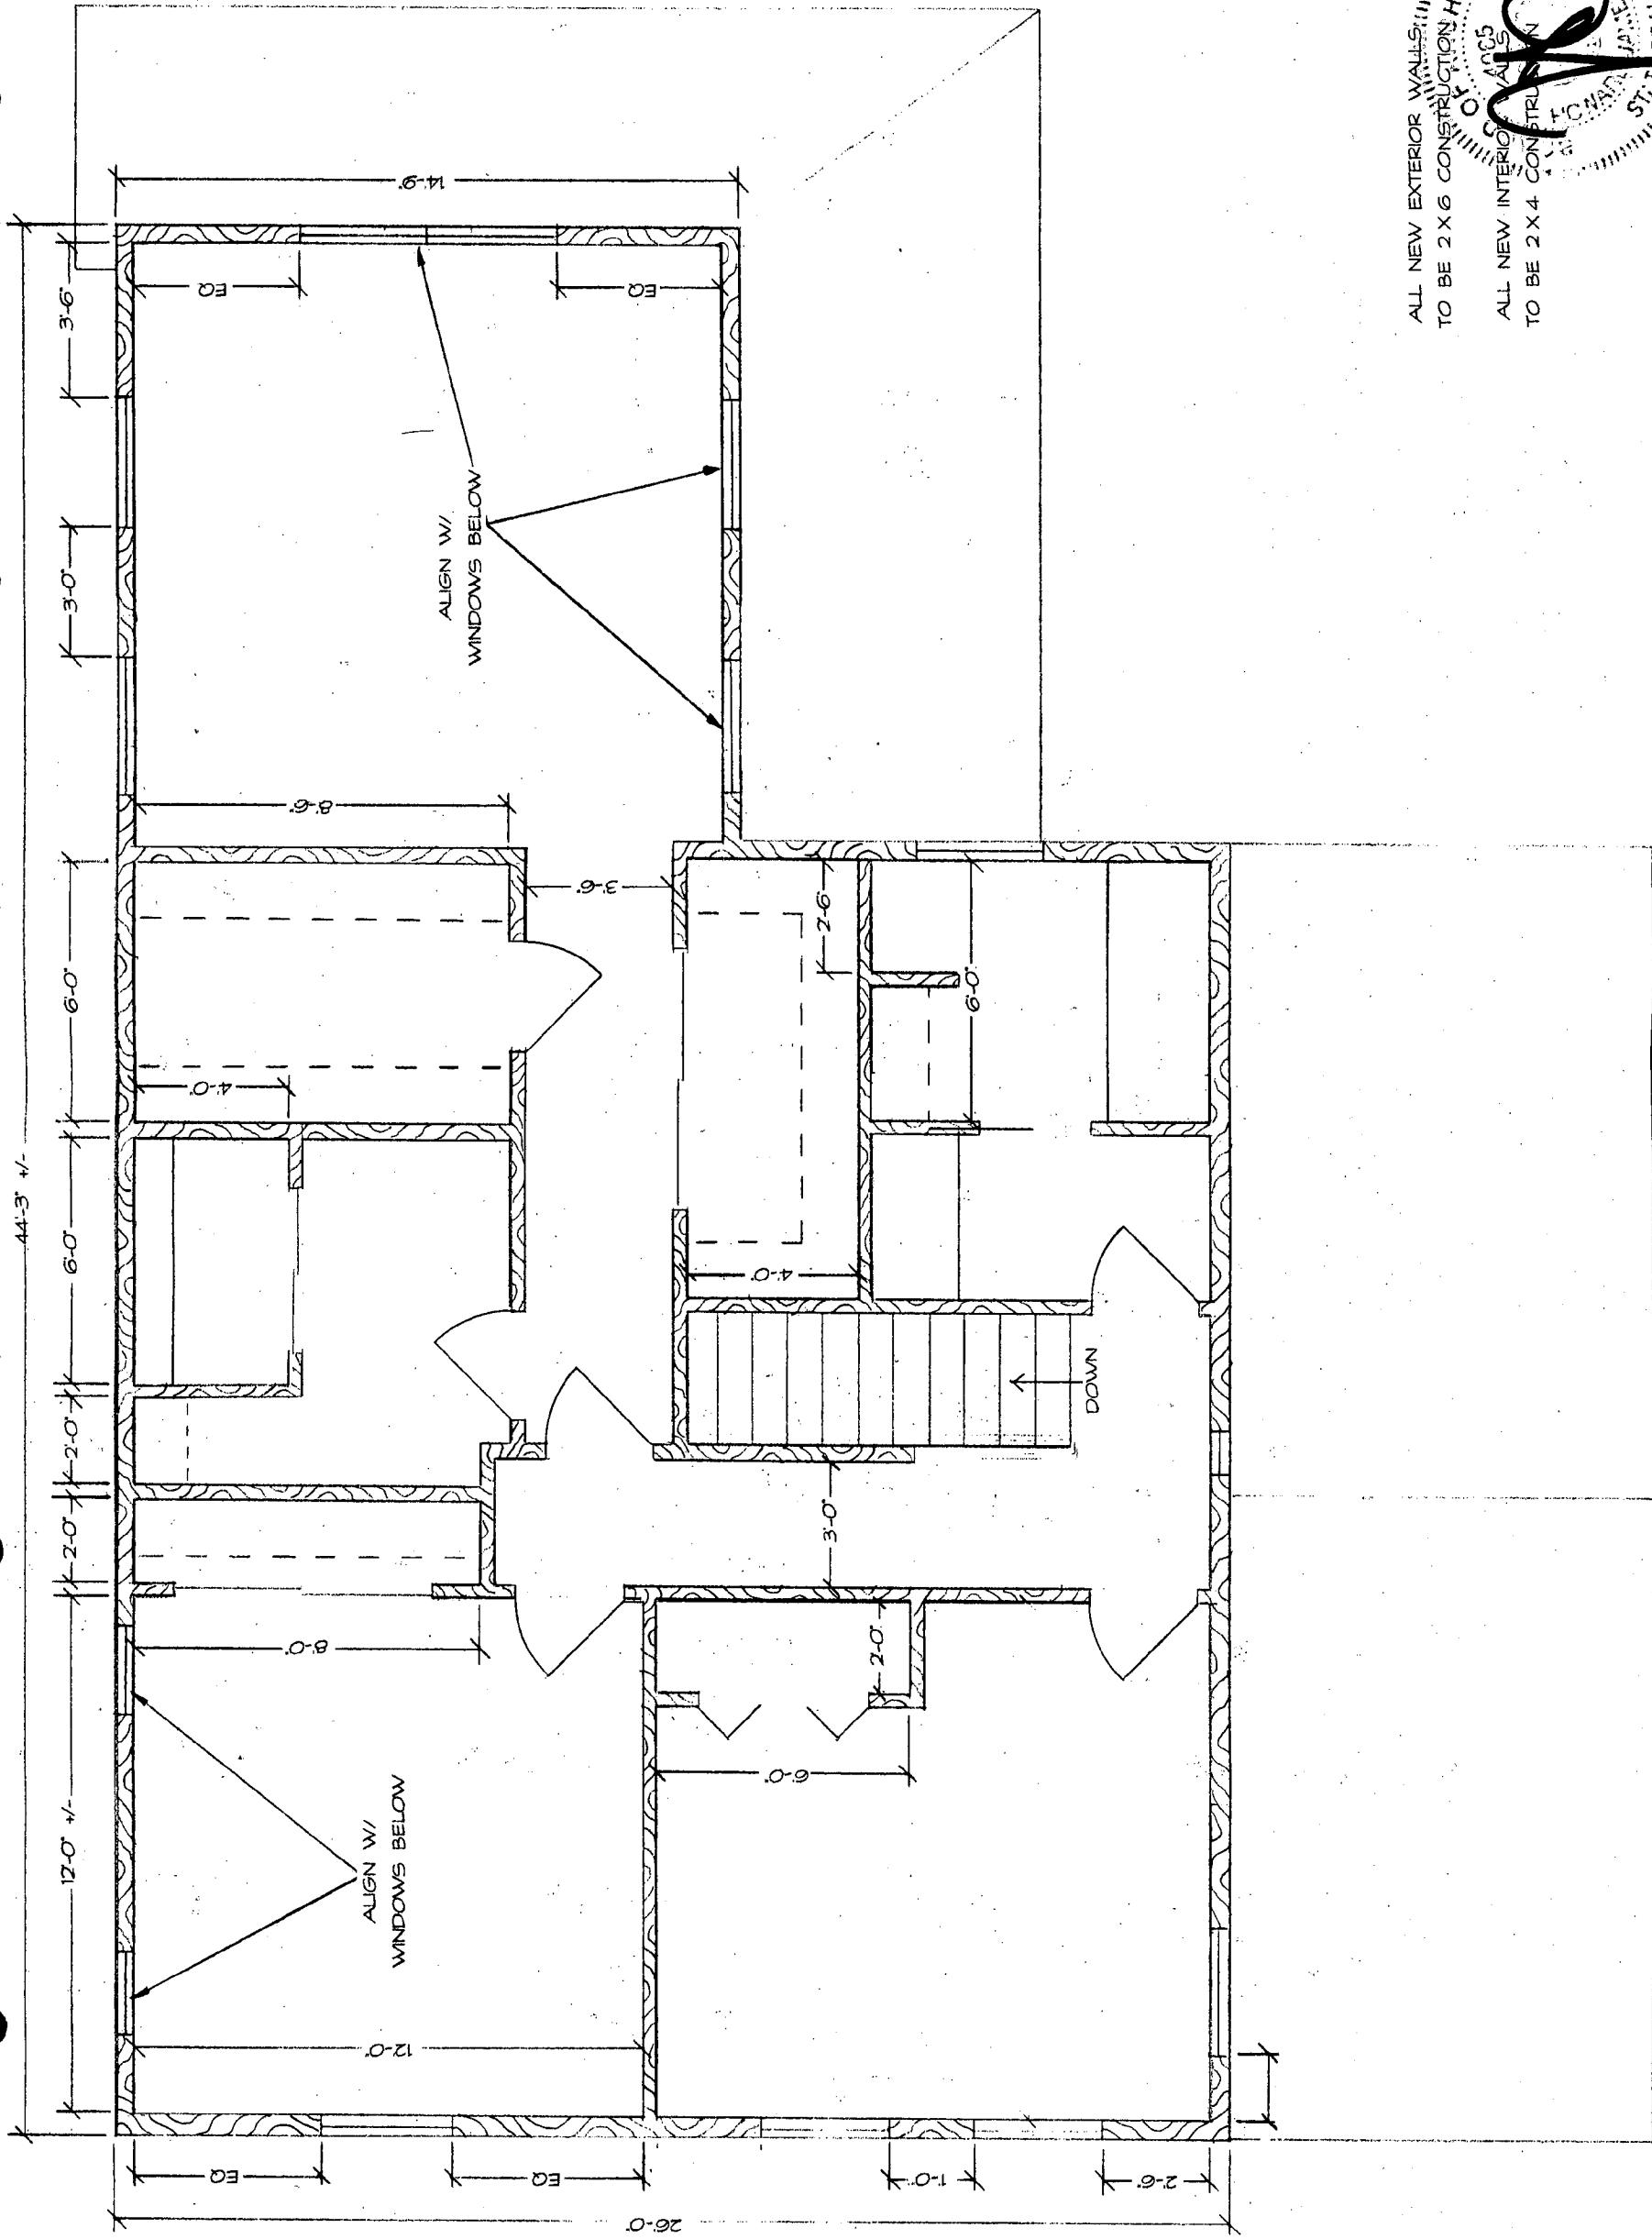 44'-3" +/-
12'-0" +/-
2'-0"
2'-0"
6'-0"
6'-0"
3'-0"
3'-6"
14'-9"
EQ
EQ
ALIGN W/
WINDOWS BELOW
8'-6"
3'-6"
4'-0"
2'-6"
6'-0"
4'-0"
DOWN
3'-0"
8'-0"
2'-0"
6'-0"
ALIGN W/
WINDOWS BELOW
12'-0"
EQ
EQ
1'-0"
2'-6"
26'-0"
ALL NEW EXTERIOR WALLS
TO BE 2X6 CONSTRUCTION
ALL NEW INTERIOR WALLS
TO BE 2X4 CONSTRUCTION
OF